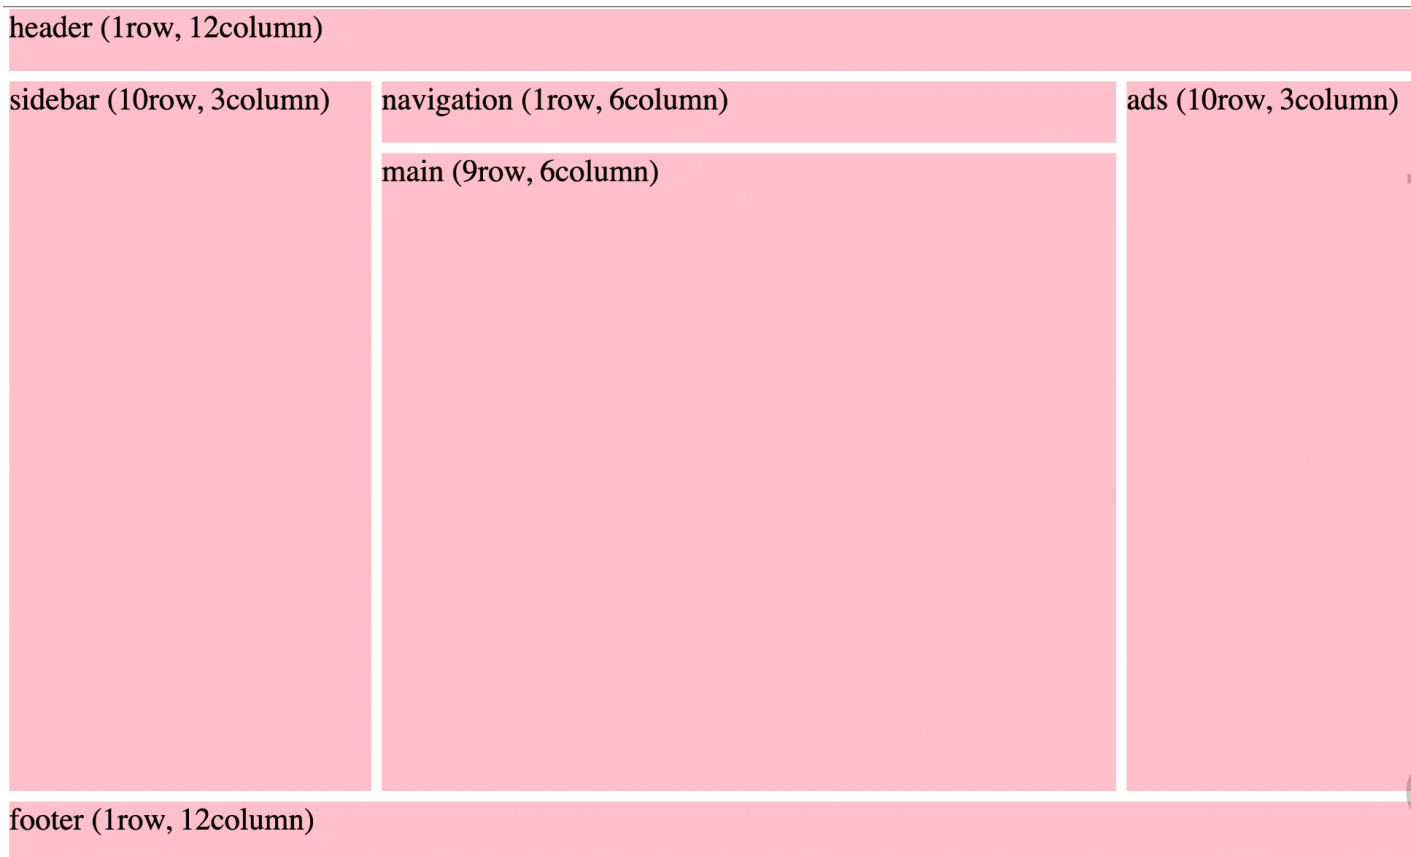 header (1row, 12column)
sidebar (10row, 3column)
navigation (1row, 6column)
ads (10row, 3column)
main (9row, 6column)
footer (1row, 12column)